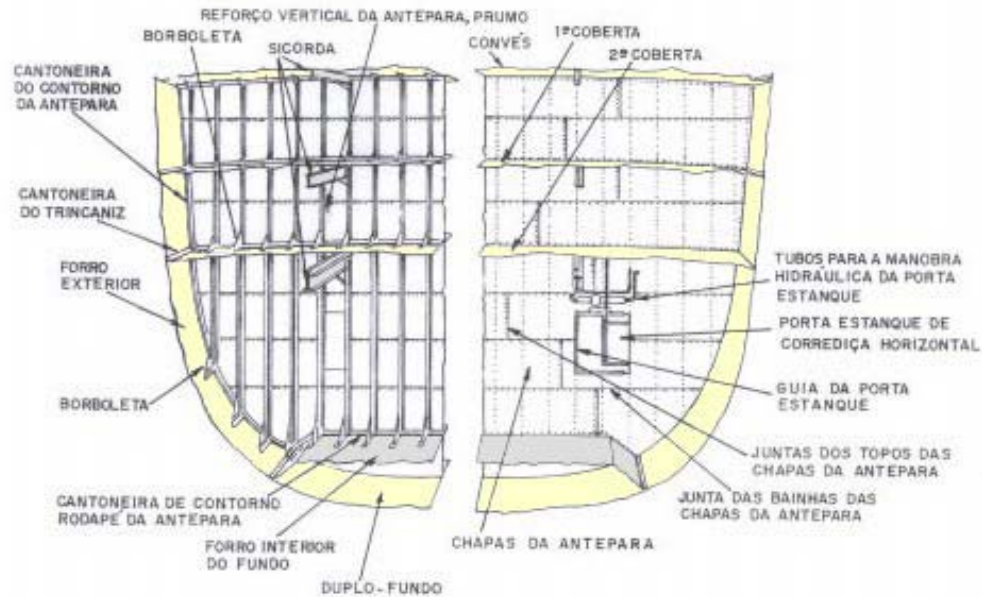 REFORÇO VERTICAL DA ANTEPARA, PRUMO
BORBOLETA
SICORDA
CONVÉS
1ª COBERTA
2ª COBERTA
CANTONEIRA
DO CONTORNO
DA ANTEPARA
CANTONEIRA
DO TRINCANIZ
FORRO
EXTERIOR
BORBOLETA
CANTONEIRA DE CONTORNO
RODAPÉ DA ANTEPARA
FORRO INTERIOR
DO FUNDO
DUPLO-FUNDO
TUBOS PARA A MANOBRA
HIDRÁULICA DA PORTA
ESTANQUE
PORTA ESTANQUE DE
CORREDIÇA HORIZONTAL
GUIA DA PORTA
ESTANQUE
JUNTAS DOS TOPOS DAS
CHAPAS DA ANTEPARA
JUNTA DAS BAINHAS DAS
CHAPAS DA ANTEPARA
CHAPAS DA ANTEPARA